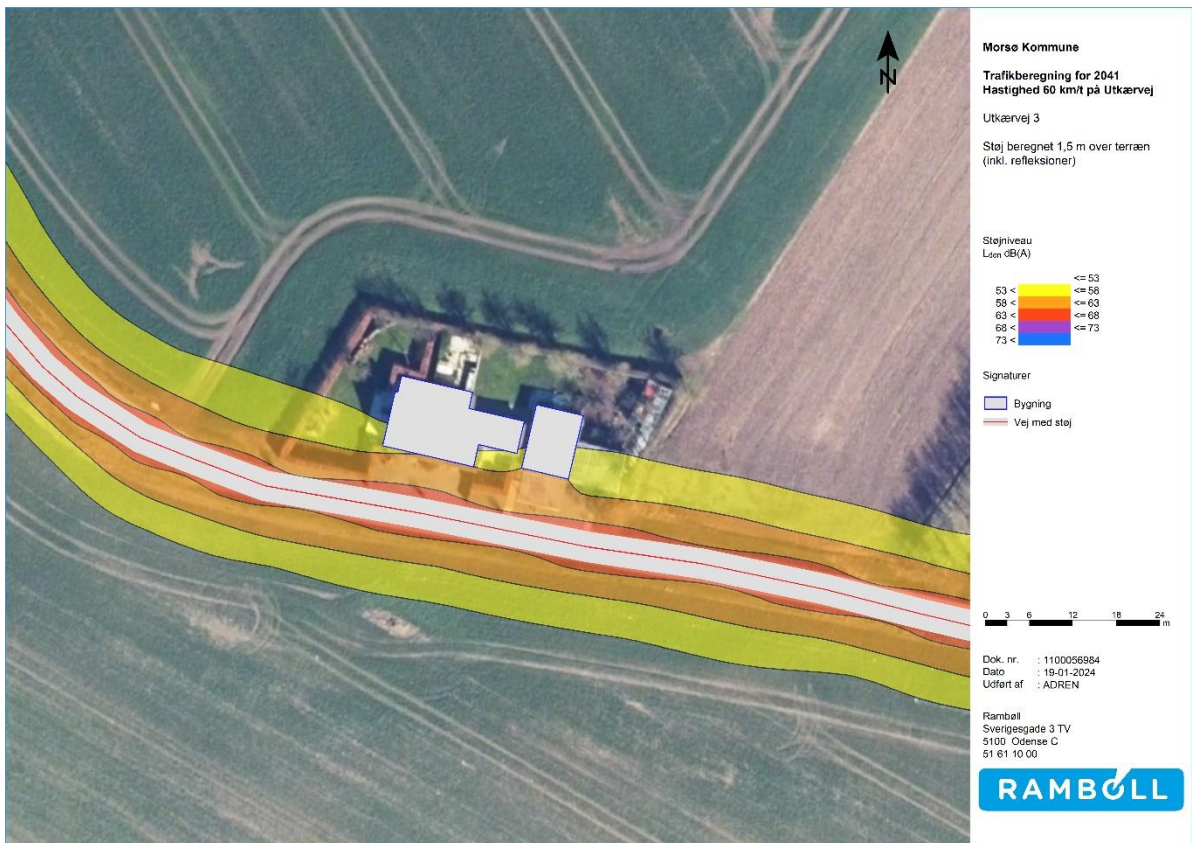 N
Morsø Kommune
Trafikberegning for 2041
Hastighed 60 km/t på Utkærvej
Utkærvej 3
Støj beregnet 1,5 m over terræn
(inkl. refleksioner)
Støjniveau
Lden dB(A)
<= 53
53 < <= 58
58 < <= 63
63 < <= 68
68 < <= 73
73 <
Signaturer
Bygning
Vej med støj
0 3 6 12 18 24
m
Dok. nr. : 1100056984
Dato : 19-01-2024
Udført af : ADREN
Rambøll
Sverigesgade 3 TV
5100 Odense C
51 61 10 00
RAMBOLL